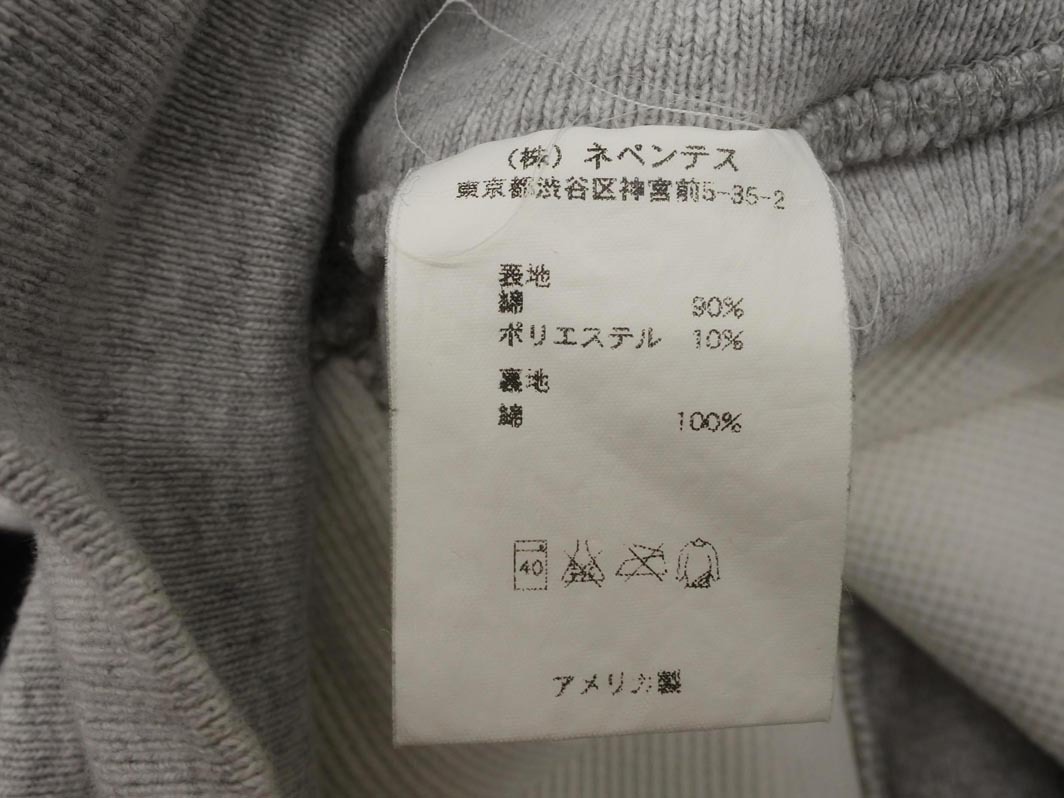 （株）ネペンテス
東京都渋谷区神宮前5-35-2
表地
綿 90%
ポリエステル 10%
裏地
綿 100%
40
アメリカ製